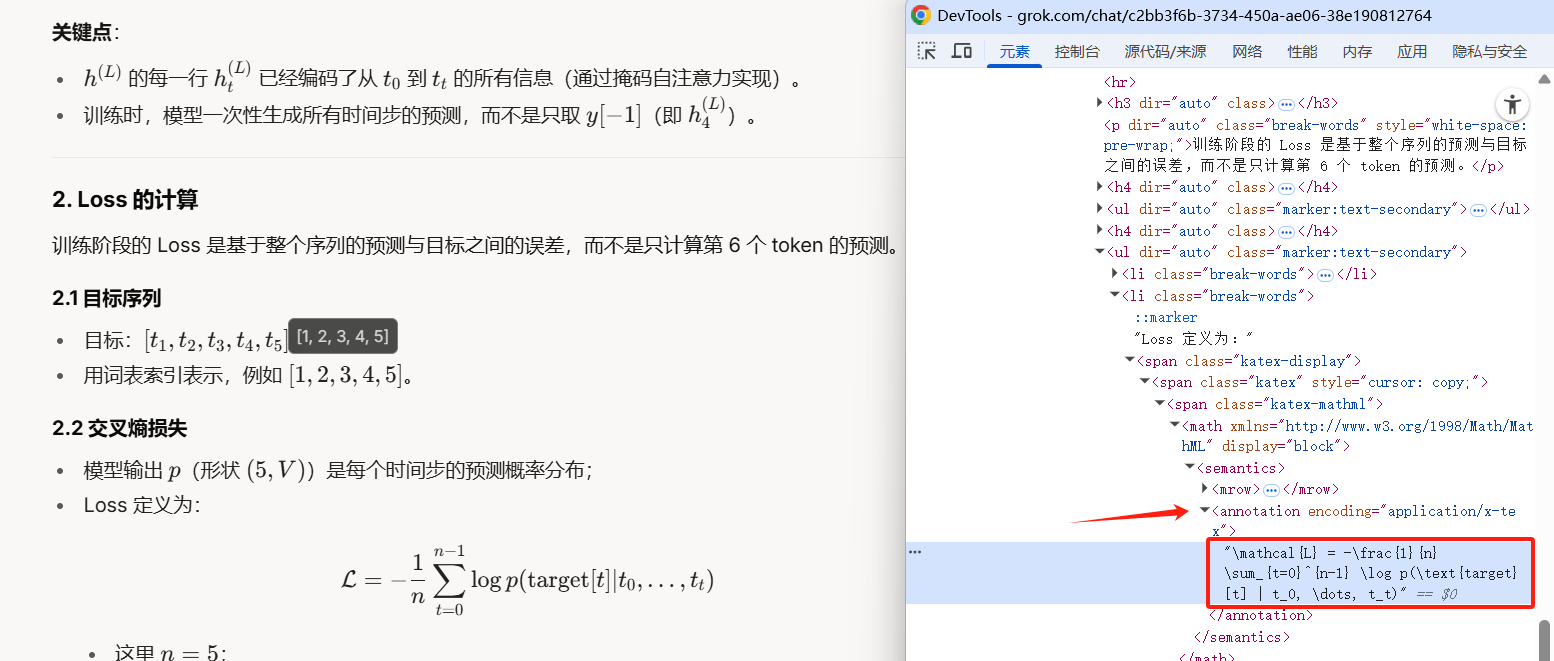 关键点:
• h^(L) 的每一行 h_t^(L) 已经编码了从 t_0 到 t_t 的所有信息（通过掩码自注意力实现）。
• 训练时，模型一次性生成所有时间步的预测，而不是只取 y[−1]（即 h_4^(L)）。
2. Loss 的计算
训练阶段的 Loss 是基于整个序列的预测与目标之间的误差，而不是只计算第 6 个 token 的预测。
2.1 目标序列
• 目标：[t_1, t_2, t_3, t_4, t_5] [1, 2, 3, 4, 5]
• 用词表索引表示，例如 [1, 2, 3, 4, 5]。
2.2 交叉熵损失
• 模型输出 p（形状 (5, V)）是每个时间步的预测概率分布；
• Loss 定义为：
ℒ = −\frac{1}{n} \sum_{t=0}^{n−1} log p(target[t]|t_0, …, t_t)
• 这里 n = 5；
DevTools - grok.com/chat/c2bb3f6b-3734-450a-ae06-38e190812764
元素 控制台 源代码/来源 网络 性能 内存 应用 隐私与安全
<hr>
<h3 dir="auto" class>…</h3>
<p dir="auto" class="break-words" style="white-space:
pre-wrap;">训练阶段的 Loss 是基于整个序列的预测与目标
之间的误差，而不是只计算第 6 个 token 的预测。</p>
<h4 dir="auto" class>…</h4>
<ul dir="auto" class="marker:text-secondary">…</ul>
<h4 dir="auto" class>…</h4>
<ul dir="auto" class="marker:text-secondary">
<li class="break-words">…</li>
<li class="break-words">
::marker
"Loss 定义为："
<span class="katex-display">
<span class="katex" style="cursor: copy;">
<span class="katex-mathml">
<math xmlns="http://www.w3.org/1998/Math/Mat
hML" display="block">
<semantics>
<mrow>…</mrow>
<annotation encoding="application/x-te
x">
"\mathcal{L} = -\frac{1}{n}
\sum_{t=0}^{n-1} \log p(\text{target}
[t] | t_0, \dots, t_t)" == $0
</annotation>
</semantics>
</math>